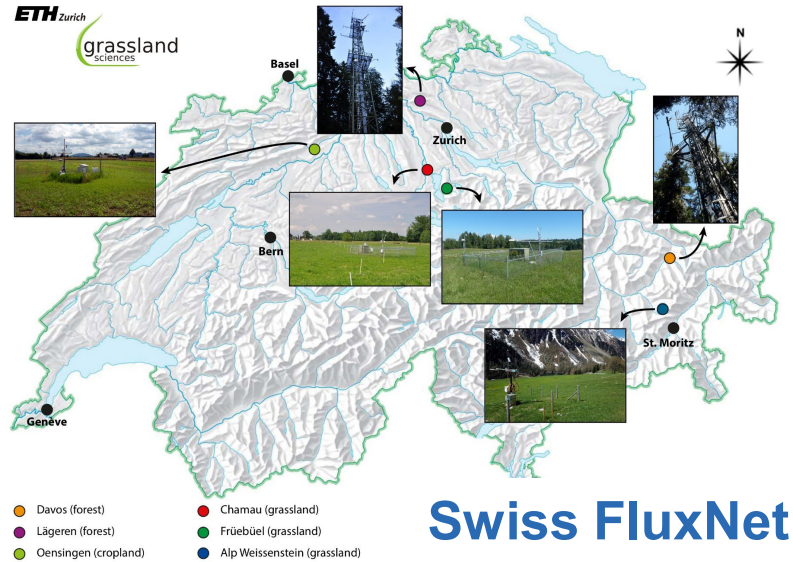 ETH Zurich
grassland
sciences
N
Basel
Zurich
Bern
St. Moritz
Genève
Davos (forest)
Lägeren (forest)
Oensingen (cropland)
Chamau (grassland)
Früebüel (grassland)
Alp Weissenstein (grassland)
Swiss FluxNet